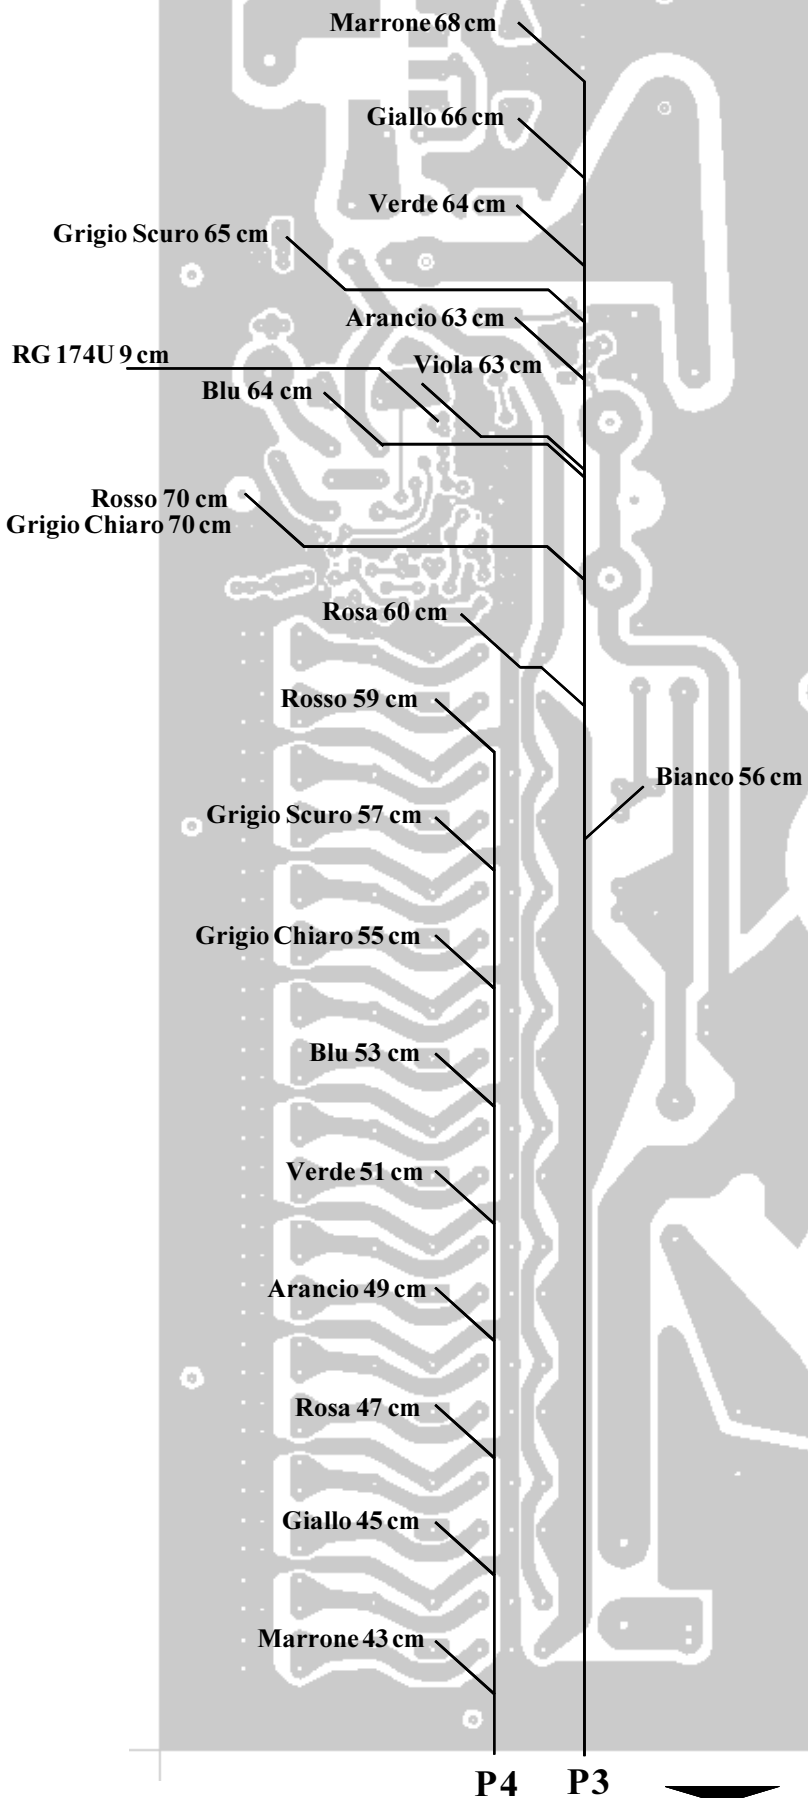 Marrone 68 cm
Giallo 66 cm
Verde 64 cm
Grigio Scuro 65 cm
Arancio 63 cm
RG 174U 9 cm
Viola 63 cm
Blu 64 cm
Rosso 70 cm
Grigio Chiaro 70 cm
Rosa 60 cm
Rosso 59 cm
Bianco 56 cm
Grigio Scuro 57 cm
Grigio Chiaro 55 cm
Blu 53 cm
Verde 51 cm
Arancio 49 cm
Rosa 47 cm
Giallo 45 cm
Marrone 43 cm
P4 P3